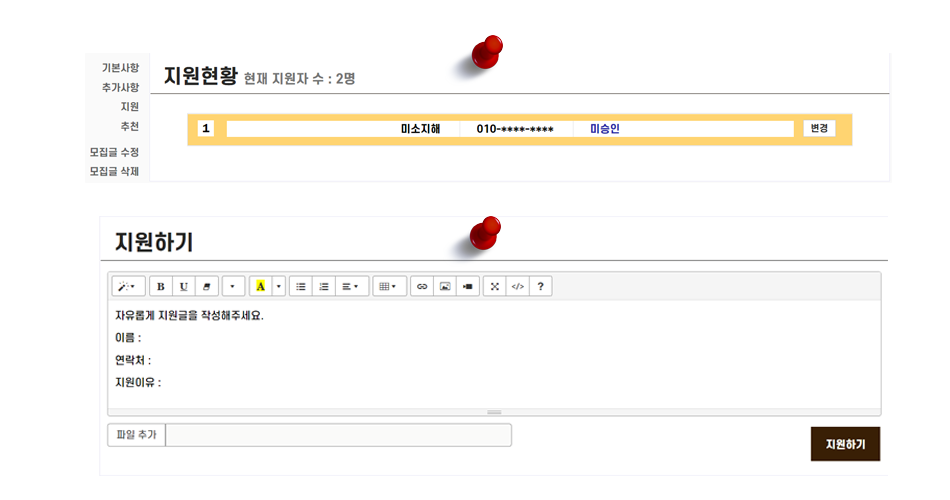 기본사항
추가사항
지원
추천
모집글 수정
모집글 삭제
지원현황 현재 지원자 수 : 2명
1 미소지해 010-****-**** 미승인 변경
지원하기
B U A </> ?
자유롭게 지원글을 작성해주세요.
이름 :
연락처 :
지원이유 :
파일 추가
지원하기